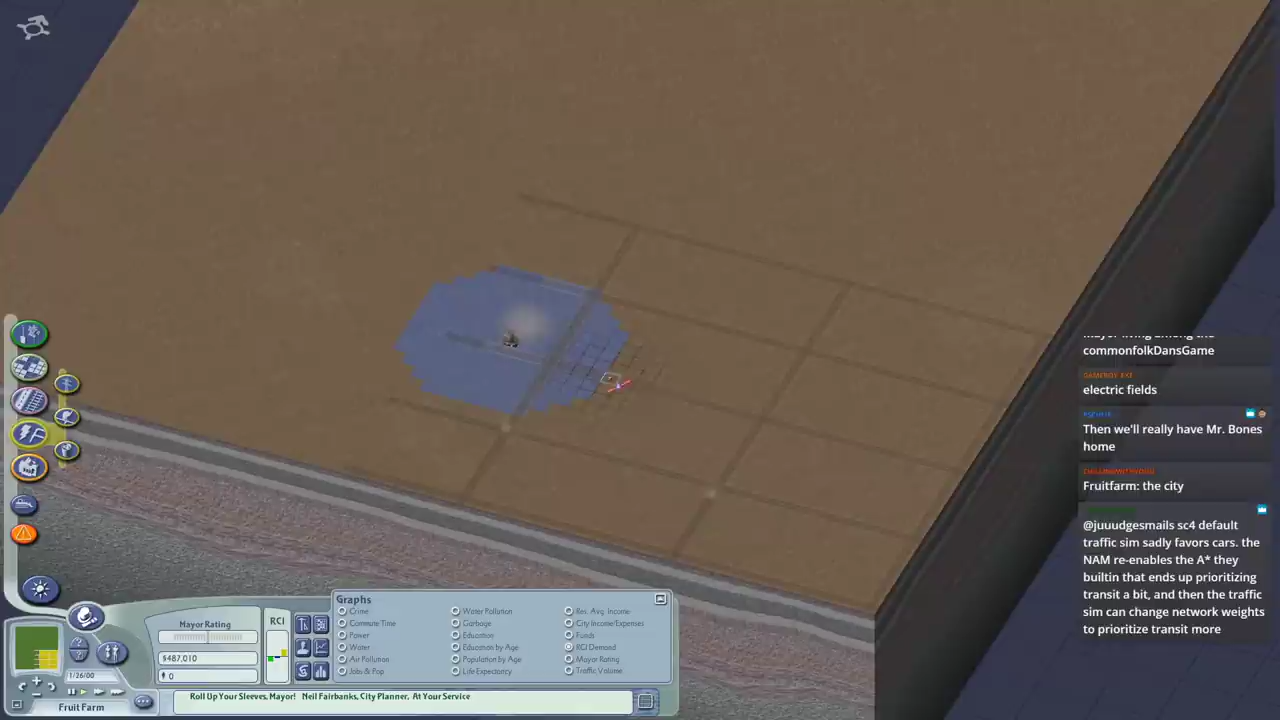 commonfolkDansGame
electric fields
Then we'll really have Mr. Bones
home
Fruitfarm: the city
@juuudgesmails sc4 default
traffic sim sadly favors cars. the
NAM re-enables the A* they
builtin that ends up prioritizing
transit a bit, and then the traffic
sim can change network weights
to prioritize transit more
Graphs
Crime
Commute Time
Power
Water
Air Pollution
Jobs & Pop
Water Pollution
Garbage
Education
Education by Age
Population by Age
Life Expectancy
Res. Avg. Income
City Income/Expenses
Funds
RCI Demand
Mayor Rating
Traffic Volume
Mayor Rating
RCI
§487,010
0
1/26/00
Fruit Farm
Roll Up Your Sleeves, Mayor! Neil Fairbanks, City Planner, At Your Service